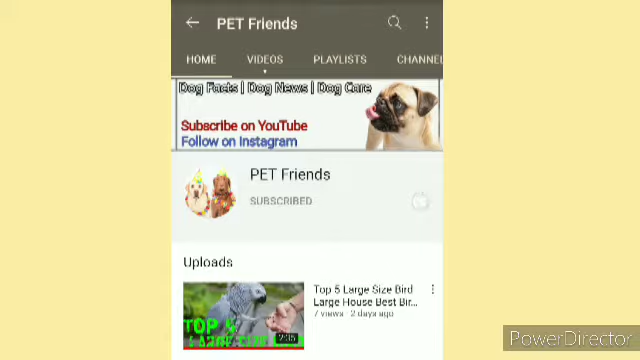 PET Friends
HOME VIDEOS PLAYLISTS CHANNEL
Dog Facts | Dog News | Dog Care
Subscribe on YouTube
Follow on Instagram
PET Friends
SUBSCRIBED
Uploads
Top 5 Large Size Bird
Large House Best Bir...
7 views · 2 days ago
TOP 5
2:35
PowerDirector